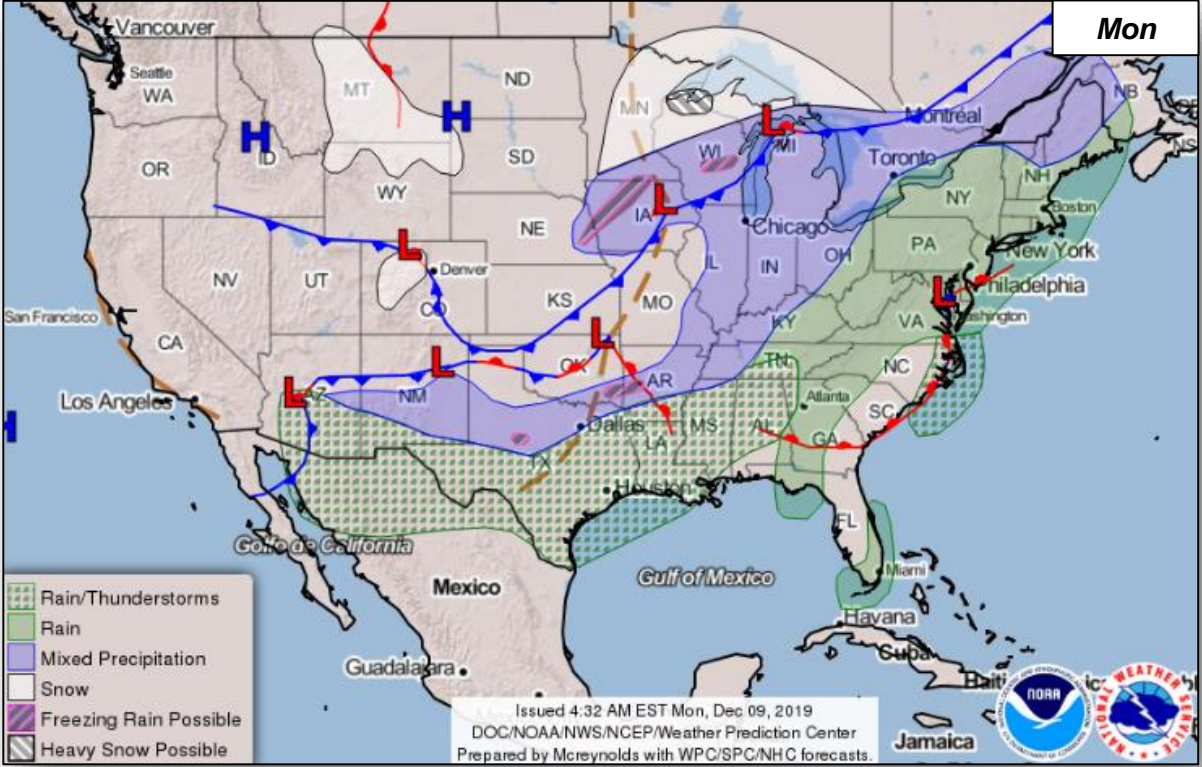 Mon
Vancouver
Seattle
WA
MT
ND
MN
Montréal
NB
NS
H
H
L
MI
WI
Toronto
OR
ID
SD
WY
NH
NY
Boston
IA
L
NE
Chicago
OH
PA
New York
L
Denver
NV
UT
IL
IN
L
Philadelphia
Washington
CO
KS
MO
San Francisco
CA
KY
VA
L
L
OK
TN
NC
Los Angeles
L
AZ
NM
AR
Atlanta
SC
Dallas
MS
AL
GA
LA
TX
Houston
FL
Golfo de California
Gulf of Mexico
Miami
Mexico
Havana
Cuba
Guadalajara
Haiti
Jamaica
Rain/Thunderstorms
Rain
Mixed Precipitation
Snow
Freezing Rain Possible
Heavy Snow Possible
Issued 4:32 AM EST Mon, Dec 09, 2019
DOC/NOAA/NWS/NCEP/Weather Prediction Center
Prepared by Mcreynolds with WPC/SPC/NHC forecasts.
NOAA
NATIONAL WEATHER SERVICE